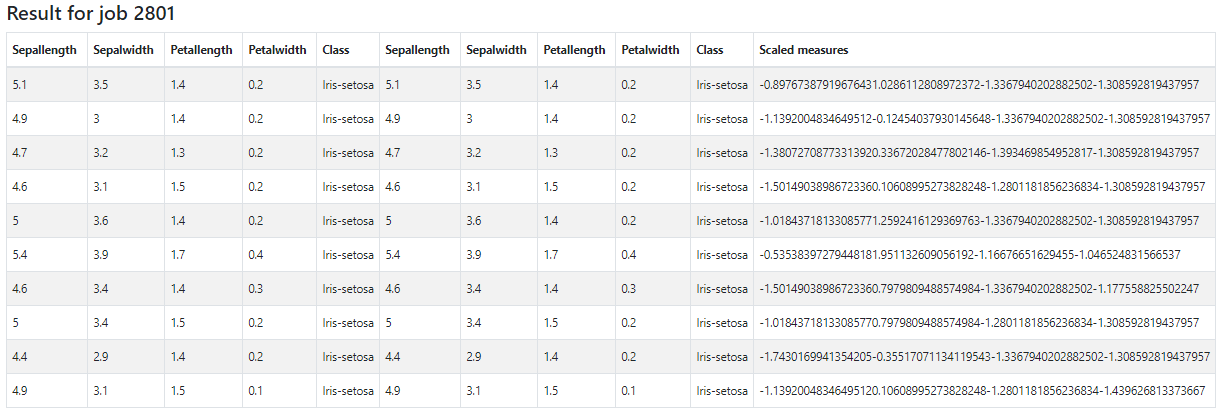 Result for job 2801
Sepallength Sepalwidth Petallength Petalwidth Class Sepallength Sepalwidth Petallength Petalwidth Class Scaled measures
5.1 3.5 1.4 0.2 Iris-setosa 5.1 3.5 1.4 0.2 Iris-setosa -0.89767387919676431.0286112808972372-1.3367940202882502-1.308592819437957
4.9 3 1.4 0.2 Iris-setosa 4.9 3 1.4 0.2 Iris-setosa -1.1392004834649512-0.12454037930145648-1.3367940202882502-1.308592819437957
4.7 3.2 1.3 0.2 Iris-setosa 4.7 3.2 1.3 0.2 Iris-setosa -1.38072708773313920.33672028477802146-1.393469854952817-1.308592819437957
4.6 3.1 1.5 0.2 Iris-setosa 4.6 3.1 1.5 0.2 Iris-setosa -1.50149038986723360.10608995273828248-1.2801181856236834-1.308592819437957
5 3.6 1.4 0.2 Iris-setosa 5 3.6 1.4 0.2 Iris-setosa -1.01843718133085771.2592416129369763-1.3367940202882502-1.308592819437957
5.4 3.9 1.7 0.4 Iris-setosa 5.4 3.9 1.7 0.4 Iris-setosa -0.53538397279448181.951132609056192-1.16676651629455-1.046524831566537
4.6 3.4 1.4 0.3 Iris-setosa 4.6 3.4 1.4 0.3 Iris-setosa -1.50149038986723360.7979809488574984-1.3367940202882502-1.177558825502247
5 3.4 1.5 0.2 Iris-setosa 5 3.4 1.5 0.2 Iris-setosa -1.01843718133085770.7979809488574984-1.2801181856236834-1.308592819437957
4.4 2.9 1.4 0.2 Iris-setosa 4.4 2.9 1.4 0.2 Iris-setosa -1.7430169941354205-0.35517071134119543-1.3367940202882502-1.308592819437957
4.9 3.1 1.5 0.1 Iris-setosa 4.9 3.1 1.5 0.1 Iris-setosa -1.13920048346495120.10608995273828248-1.2801181856236834-1.439626813373667